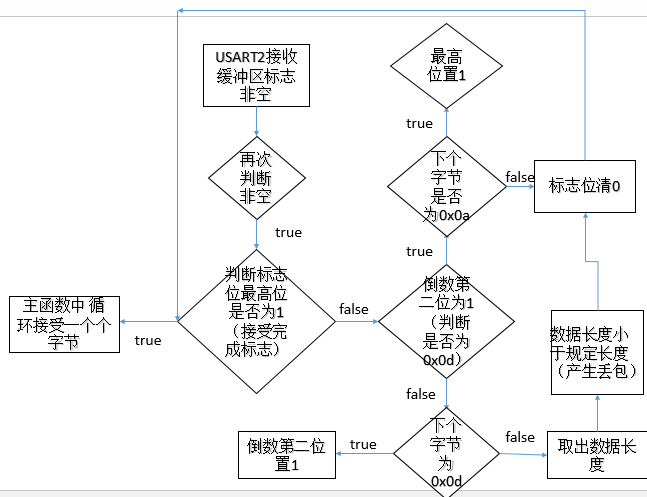 USART2接收
缓冲区标志
非空
再次
判断
非空
true
判断标志
位最高位
是否为1
（接受完
成标志）
true
主函数中 循
环接受一个个
字节
false
倒数第
二位为1
（判断
是否为
0x0d）
true
下个
字节
是否
为0x0a
true
最高
位置1
false
标志位清0
false
下个
字节
为
0x0d
true
倒数第二位
置1
false
取出数据长
度
数据长度小
于规定长度
（产生丢包）